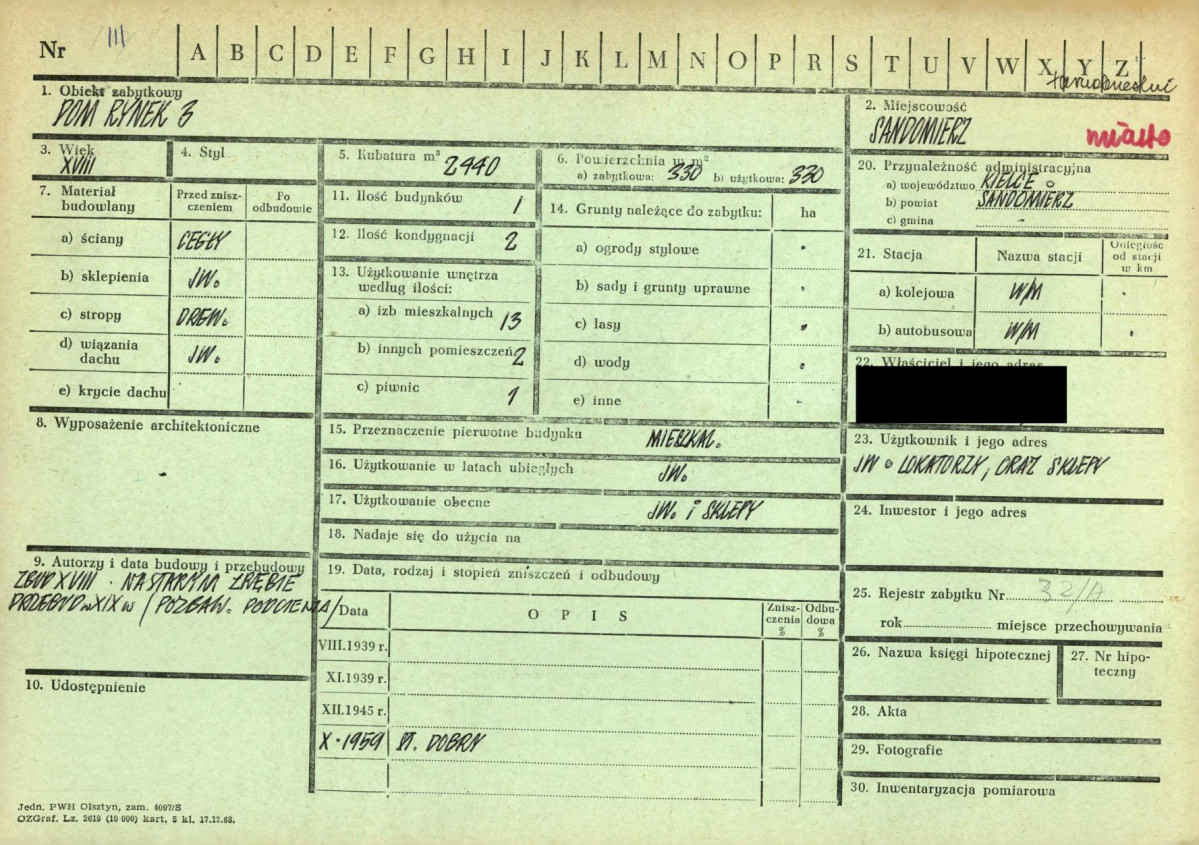 Nr III A B C D E F G H I J K L M N O P R S T U V W X Y Z
1. Obiekt zabytkowy
DOM RYNEK 3
2. Miejscowość
SANDOMIERZ
miasto
3. Wiek
XVIII
4. Styl
5. Kubatura m³ 2440
6. Powierzchnia w m²
a) zabytkowa: 330 b) użytkowa: 330
7. Materiał budowlany
Przed zniszczeniem
Po odbudowie
a) ściany CEGŁY
b) sklepienia JW.
c) stropy DREW.
d) wiązania dachu JW.
e) krycie dachu
8. Wyposażenie architektoniczne
-
9. Autorzy i data budowy i przebudowy
ZBUD XVIII . NA STARYM ZRĘBIE
PRZEBUD w XIX w / POZBAW. PODCIENIA/
10. Udostępnienie
11. Ilość budynków 1
12. Ilość kondygnacji 2
13. Użytkowanie wnętrza
według ilości:
a) izb mieszkalnych 13
b) innych pomieszczeń 2
c) piwnic 1
14. Grunty należące do zabytku: ha
a) ogrody stylowe -
b) sady i grunty uprawne -
c) lasy -
d) wody -
e) inne -
15. Przeznaczenie pierwotne budynku MIESZKAL.
16. Użytkowanie w latach ubiegłych JW.
17. Użytkowanie obecne JW. i SKLEPY
18. Nadaje się do użycia na
19. Data, rodzaj i stopień zniszczeń i odbudowy
Data
O P I S
Zniszczenia %
Odbudowa %
VIII.1939 r.
XI.1939 r.
XII.1945 r.
X . 1959 ST. DOBRY
20. Przynależność administracyjna
a) województwo KIELCE
b) powiat SANDOMIERZ
c) gmina -
21. Stacja
Nazwa stacji
Odległość od stacji w km
a) kolejowa W/M -
b) autobusowa W/M -
22. Właściciel i jego adres
23. Użytkownik i jego adres
JW. LOKATORZY, ORAZ SKLEPY
24. Inwestor i jego adres
25. Rejestr zabytku Nr 32/A
rok miejsce przechowywania
26. Nazwa księgi hipotecznej
27. Nr hipoteczny
28. Akta
29. Fotografie
30. Inwentaryzacja pomiarowa
Jedn. PWH Olsztyn, zam. 4097/S
OZGraf. Lz. 2619 (10 000) kart. 5 kl. 17.12.68.